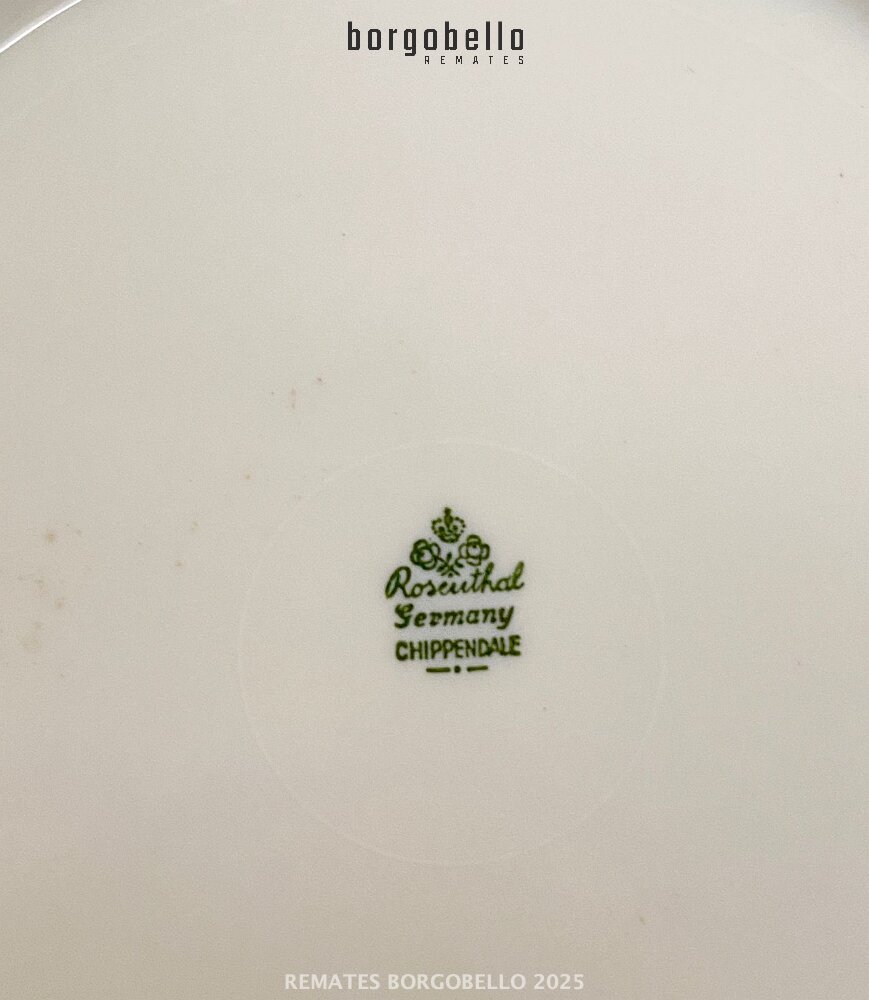 borgobello
REMATES
Rosenthal
Germany
CHIPPENDALE
REMATES BORGOBELLO 2025